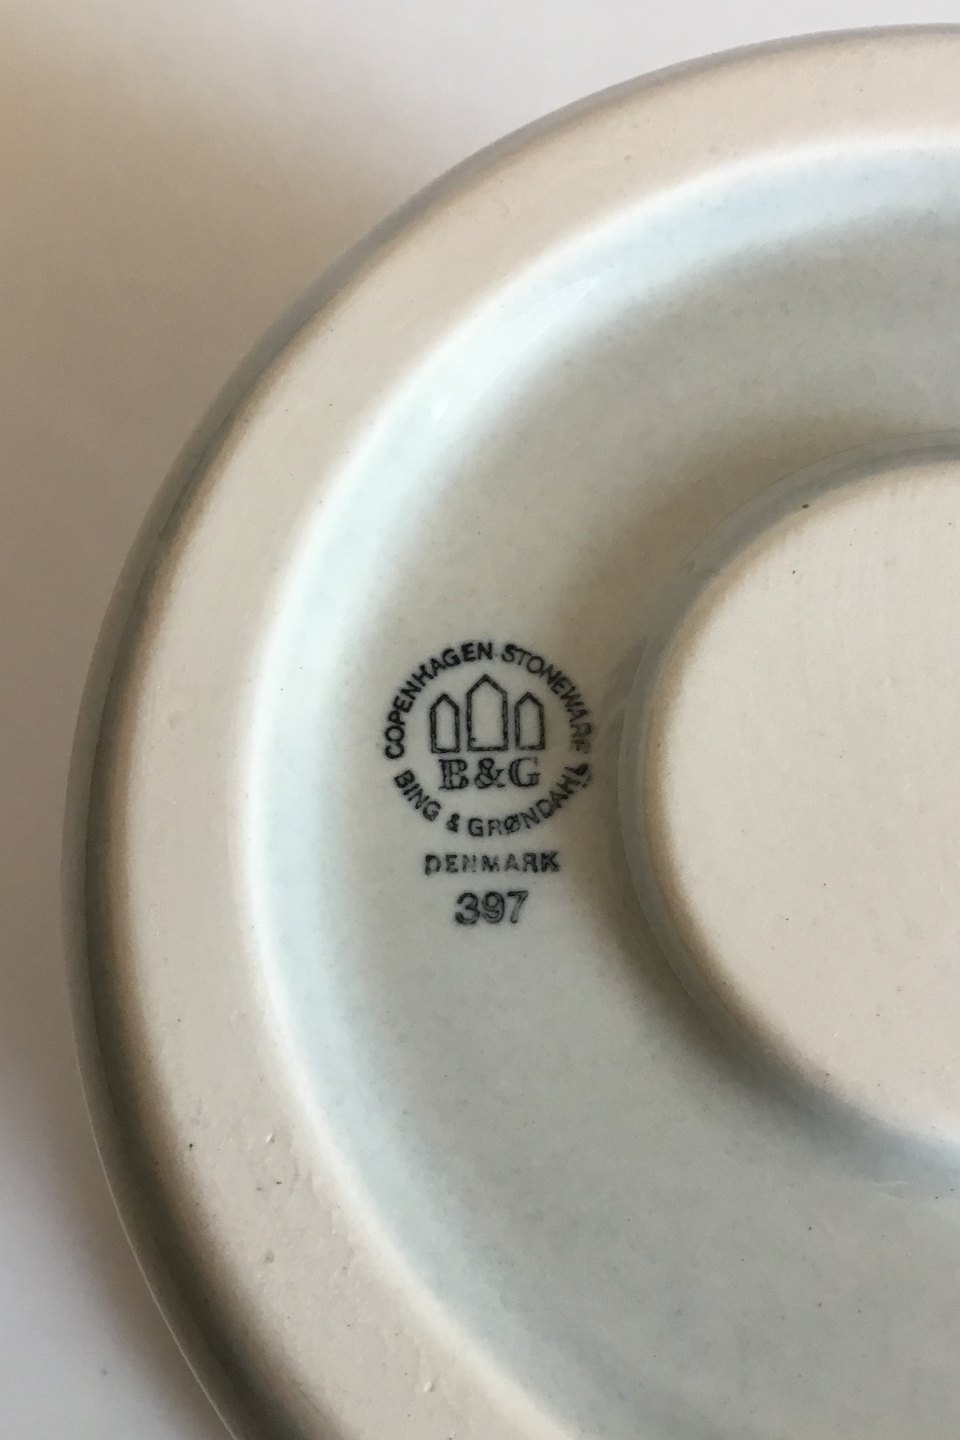 COPENHAGEN STONEWARE
B&G
BING & GRØNDAHL
DENMARK
397